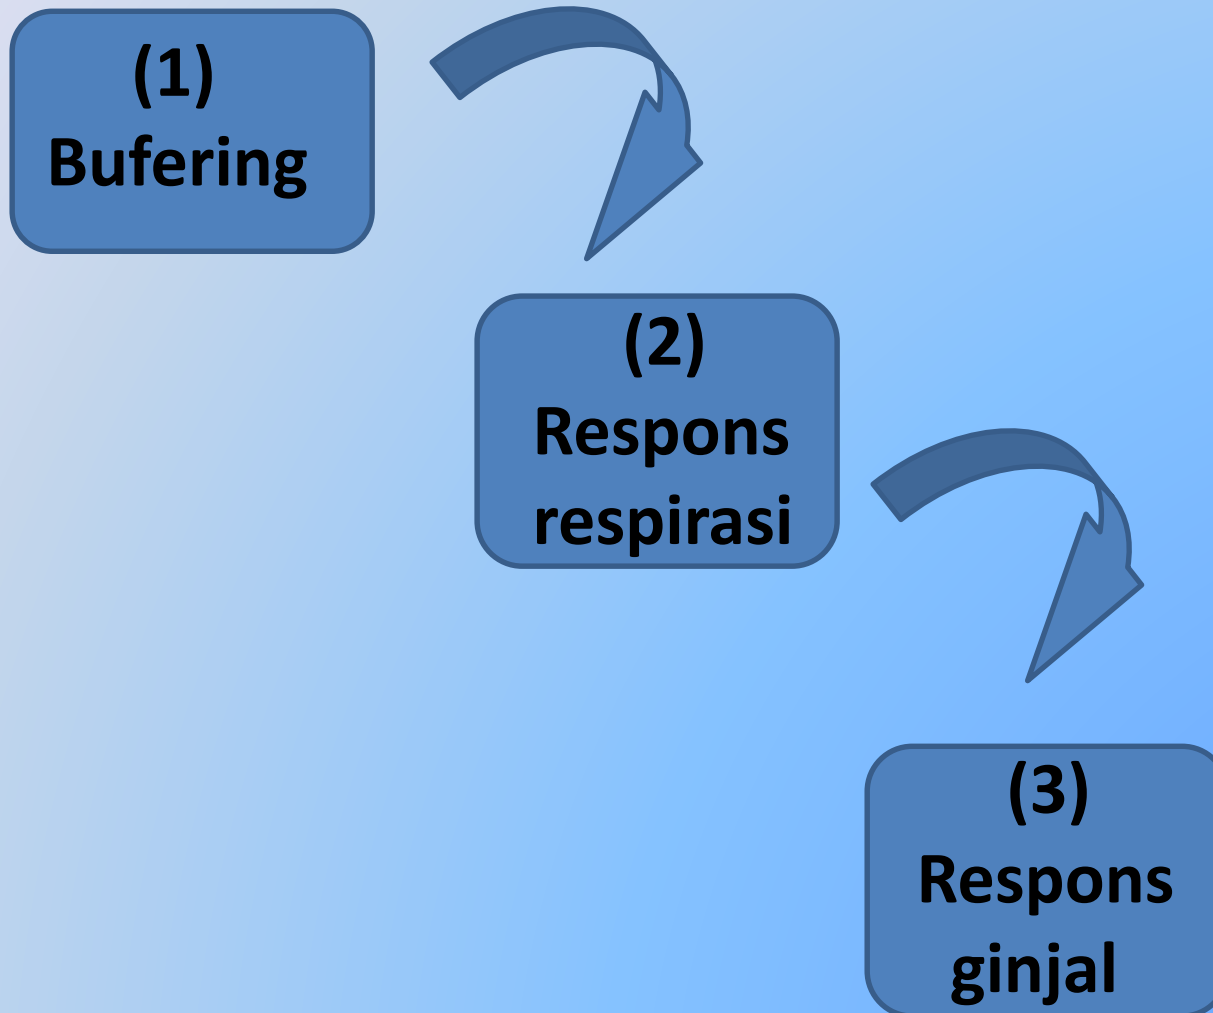 (1)
Bufering
(2)
Respons
respirasi
(3)
Respons
ginjal